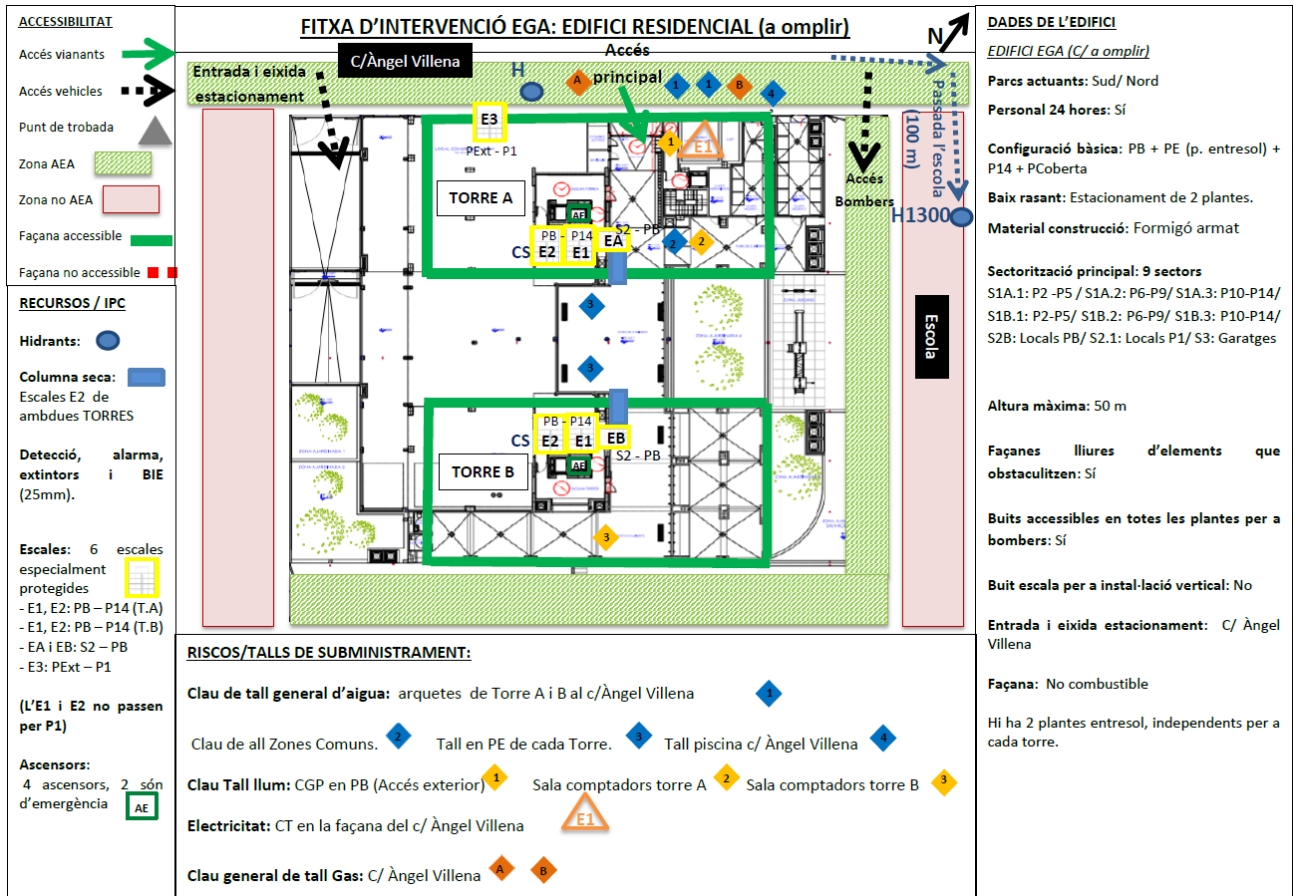 FITXA D'INTERVENCIÓ EGA: EDIFICI RESIDENCIAL (a omplir)
ACCESSIBILITAT
Accés vianants
Accés vehicles
Punt de trobada
Zona AEA
Zona no AEA
Façana accessible
Façana no accessible
RECURSOS / IPC
Hidrants:
Columna seca:
Escales E2 de
ambdues TORRES
Detecció, alarma,
extintors i BIE
(25mm).
Escales: 6 escales
especialment
protegides
- E1, E2: PB – P14 (T.A)
- E1, E2: PB – P14 (T.B)
- EA i EB: S2 – PB
- E3: PExt – P1
(L'E1 i E2 no passen
per P1)
Ascensors:
4 ascensors, 2 són
d'emergència
AE
C/Àngel Villena
Accés
principal
N
Entrada i eixida
estacionament
H
A
1
1
B
4
Passada l'escola
(100 m)
E3
PExt - P1
1
E1
Accés
Bombers
H1300
TORRE A
AE
S2 - PB
PB - P14
EA
CS
E2
E1
2
2
3
Escola
3
PB - P14
CS
E2
E1
EB
S2 - PB
TORRE B
AE
3
RISCOS/TALLS DE SUBMINISTRAMENT:
Clau de tall general d'aigua: arquetes de Torre A i B al c/Àngel Villena 1
Clau de all Zones Comuns. 2 Tall en PE de cada Torre. 3 Tall piscina c/ Àngel Villena 4
Clau Tall llum: CGP en PB (Accés exterior) 1 Sala comptadors torre A 2 Sala comptadors torre B 3
Electricitat: CT en la façana del c/ Àngel Villena E1
Clau general de tall Gas: C/ Àngel Villena A B
DADES DE L'EDIFICI
EDIFICI EGA (C/ a omplir)
Parcs actuants: Sud/ Nord
Personal 24 hores: Sí
Configuració bàsica: PB + PE (p. entresol) +
P14 + PCoberta
Baix rasant: Estacionament de 2 plantes.
Material construcció: Formigó armat
Sectorització principal: 9 sectors
S1A.1: P2 -P5 / S1A.2: P6-P9/ S1A.3: P10-P14/
S1B.1: P2-P5/ S1B.2: P6-P9/ S1B.3: P10-P14/
S2B: Locals PB/ S2.1: Locals P1/ S3: Garatges
Altura màxima: 50 m
Façanes lliures d'elements que
obstaculitzen: Sí
Buits accessibles en totes les plantes per a
bombers: Sí
Buit escala per a instal·lació vertical: No
Entrada i eixida estacionament: C/ Àngel
Villena
Façana: No combustible
Hi ha 2 plantes entresol, independents per a
cada torre.